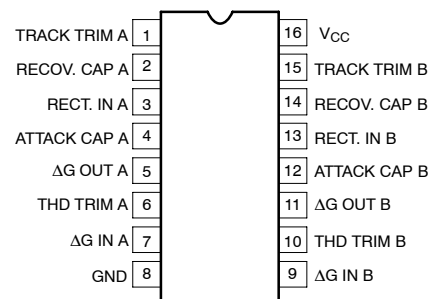 TRACK TRIM A 1 16 VCC
RECOV. CAP A 2 15 TRACK TRIM B
RECT. IN A 3 14 RECOV. CAP B
ATTACK CAP A 4 13 RECT. IN B
ΔG OUT A 5 12 ATTACK CAP B
THD TRIM A 6 11 ΔG OUT B
ΔG IN A 7 10 THD TRIM B
GND 8 9 ΔG IN B